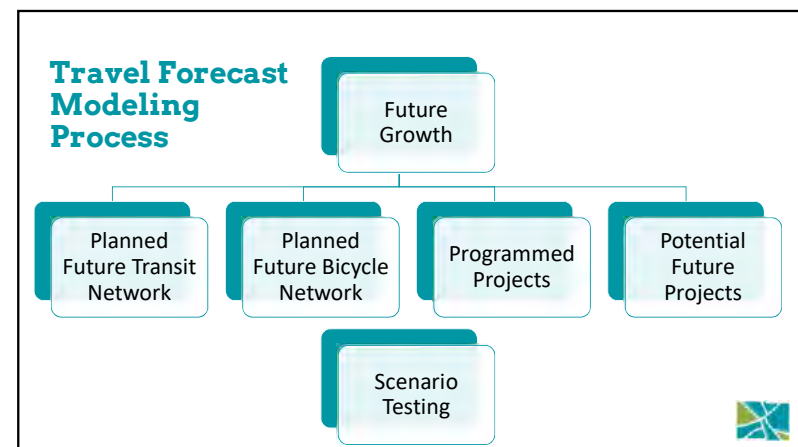 Travel Forecast
Modeling
Process
Future
Growth
Planned
Future Transit
Network
Planned
Future Bicycle
Network
Programmed
Projects
Potential
Future
Projects
Scenario
Testing